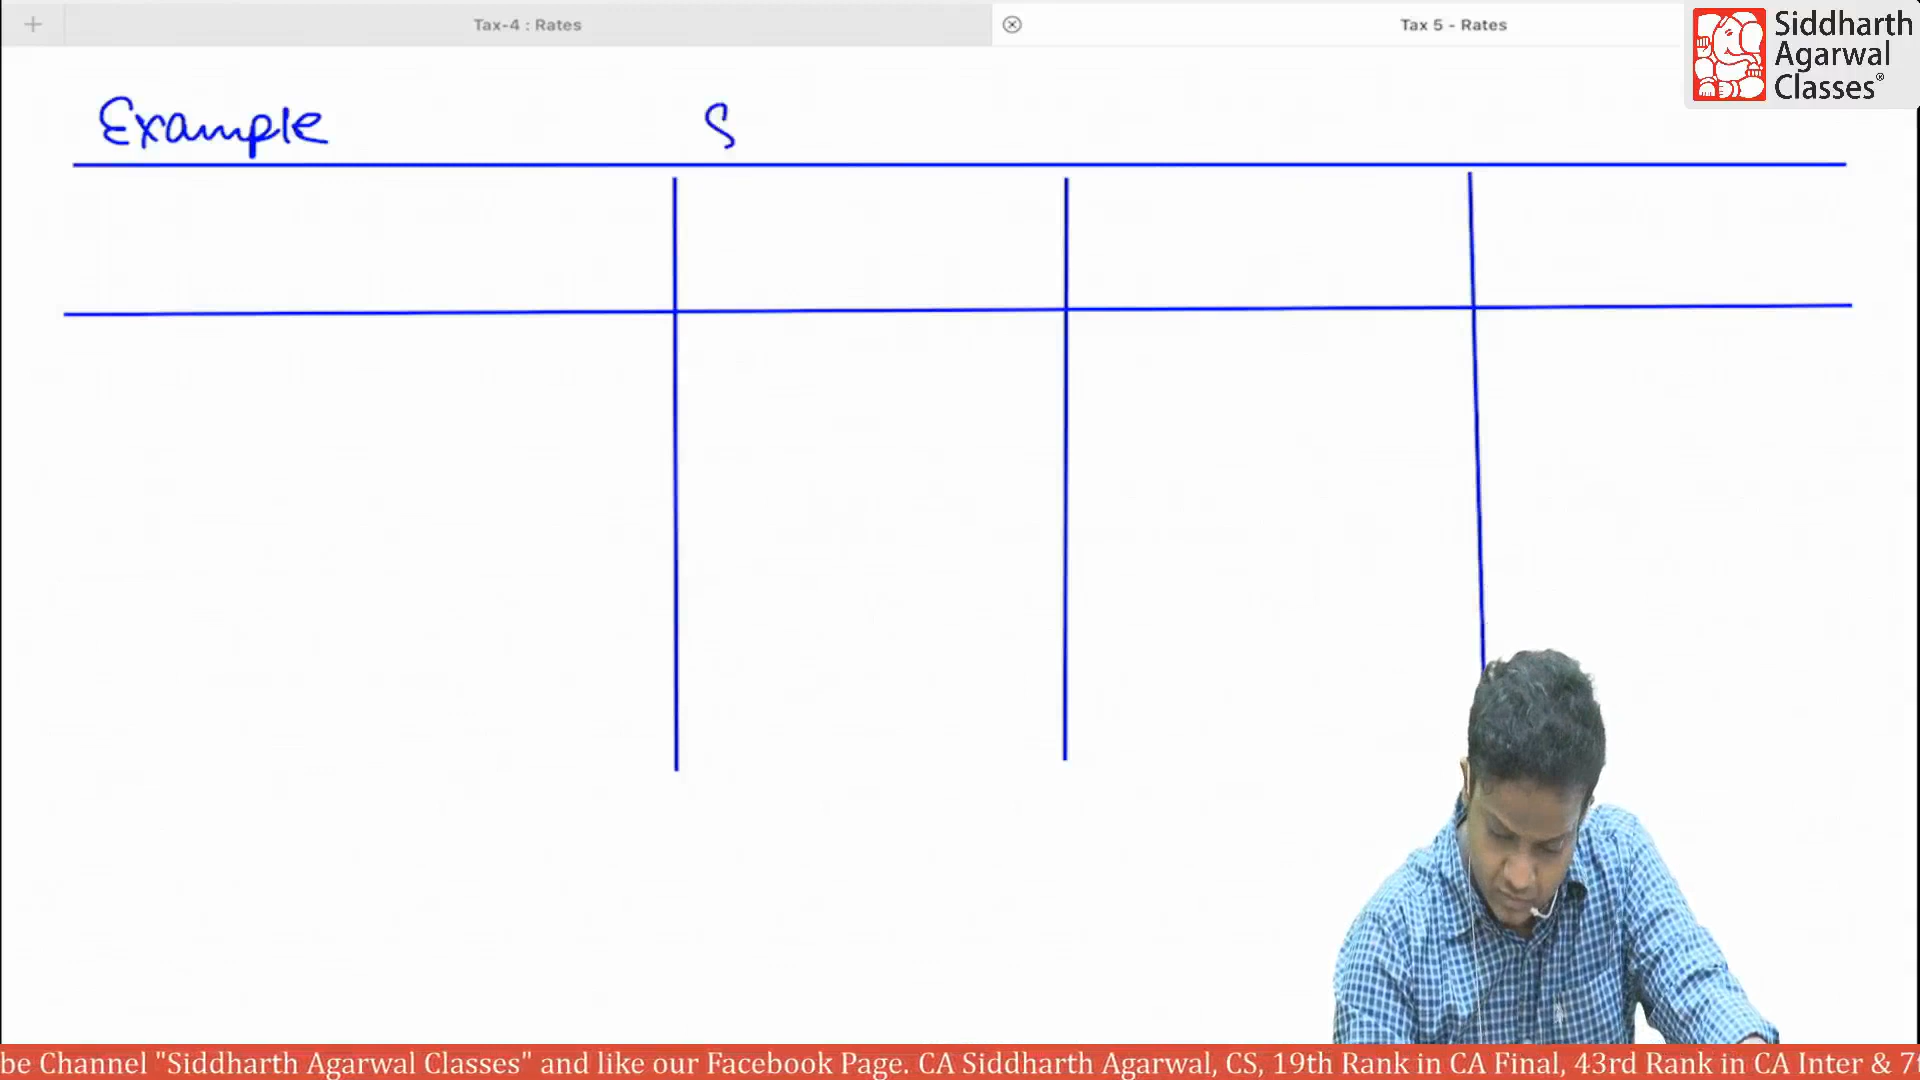 Tax-4 : Rates
Tax 5 - Rates
Siddharth
Agarwal
Classes®
Example S
be Channel "Siddharth Agarwal Classes" and like our Facebook Page. CA Siddharth Agarwal, CS, 19th Rank in CA Final, 43rd Rank in CA Inter & 7